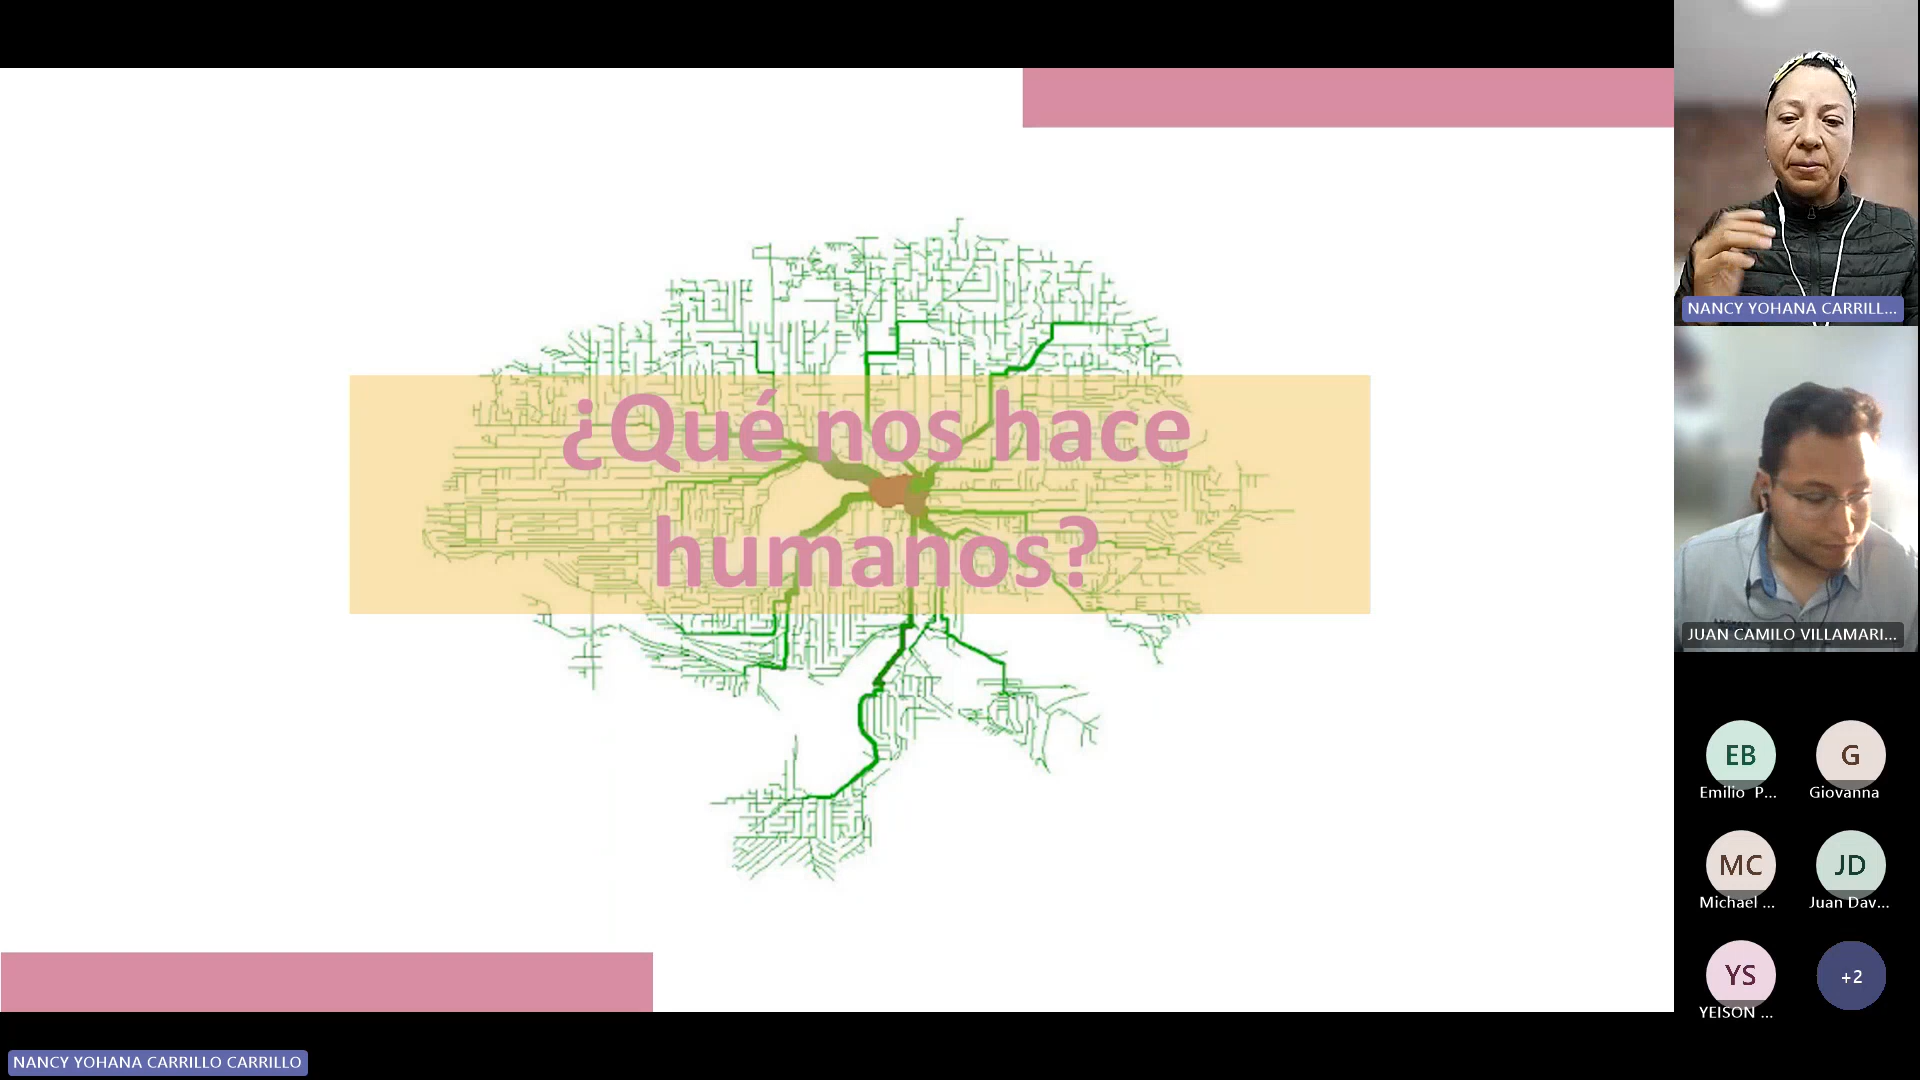 ¿Qué nos hace
humanos?
NANCY YOHANA CARRILL...
JUAN CAMILO VILLAMARI...
EB
G
Emilio P...
Giovanna
MC
JD
Michael ...
Juan Dav...
YS
+2
YEISON ...
NANCY YOHANA CARRILLO CARRILLO